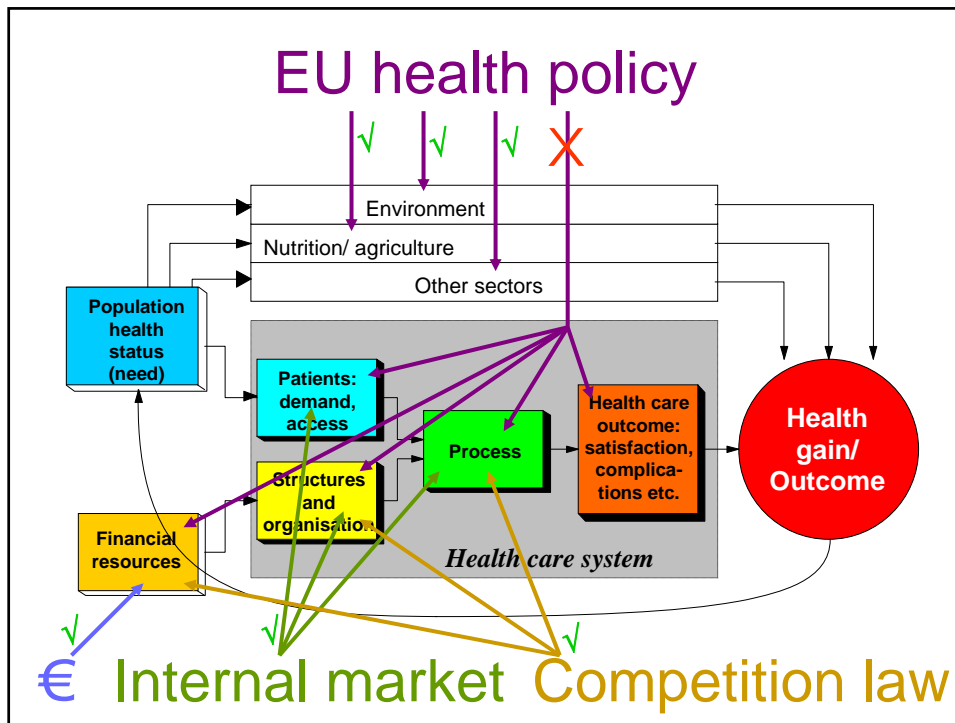 EU health policy
√ √ √ X
Environment
Nutrition/ agriculture
Other sectors
Population
health
status
(need)
Patients:
demand,
access
Process
Health care
outcome:
satisfaction,
complica-
tions etc.
Health
gain/
Outcome
Structures
and
organisation
Financial
resources
Health care system
√ √ √
€ Internal market Competition law